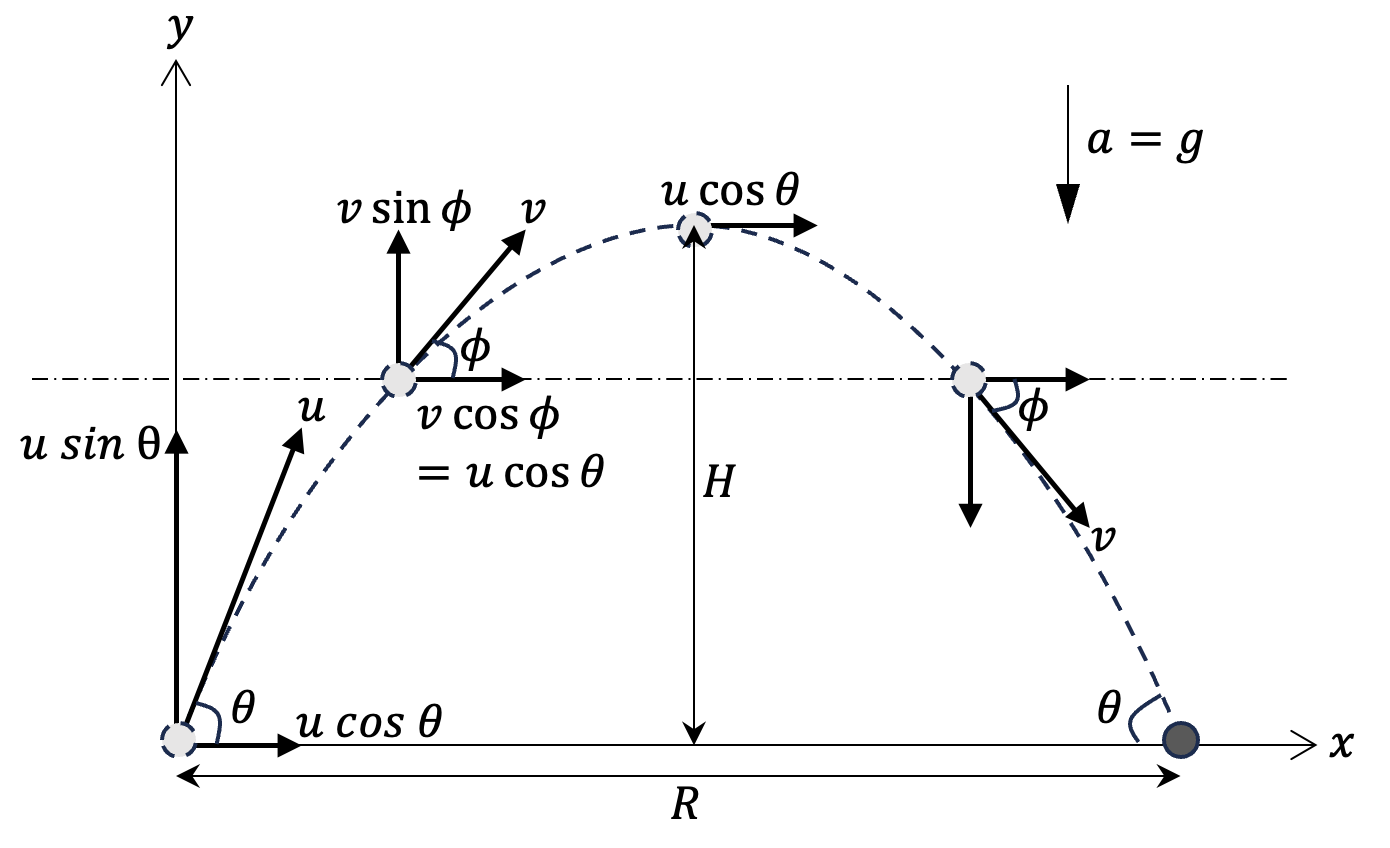 y
a = g
u cos θ
v sin ϕ
v
ϕ
u
v cos ϕ
= u cos θ
ϕ
u sin θ
H
v
θ
u cos θ
θ
x
R